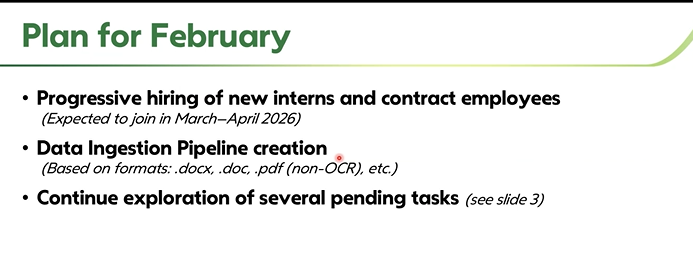 Plan for February
• Progressive hiring of new interns and contract employees
(Expected to join in March–April 2026)
• Data Ingestion Pipeline creation
(Based on formats: .docx, .doc, .pdf (non-OCR), etc.)
• Continue exploration of several pending tasks (see slide 3)